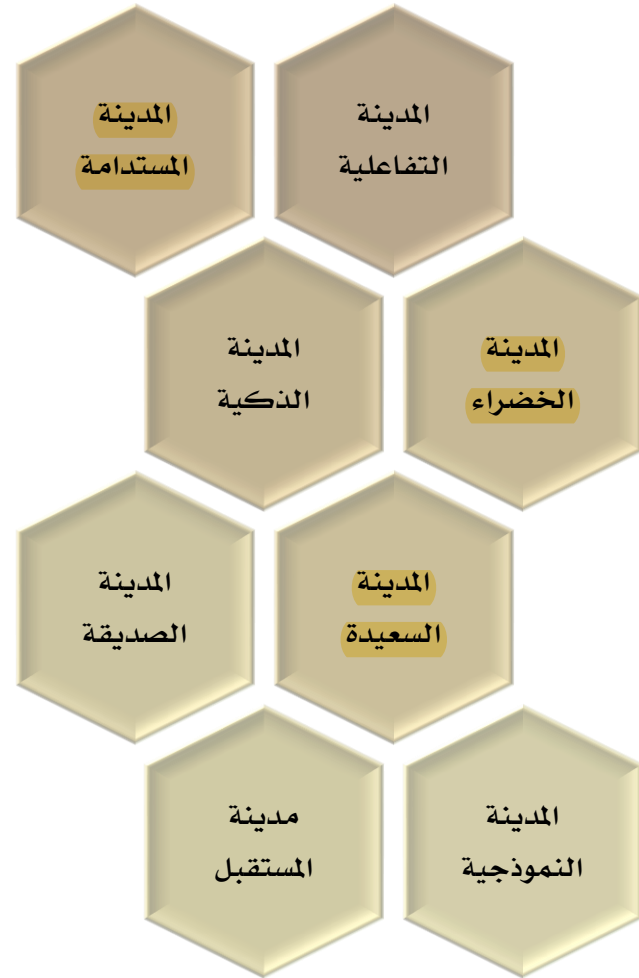 المدينة
التفاعلية
المدينة
المستدامة
المدينة
الخضراء
المدينة
الذكية
المدينة
السعيدة
المدينة
الصديقة
المدينة
النموذجية
مدينة
المستقبل